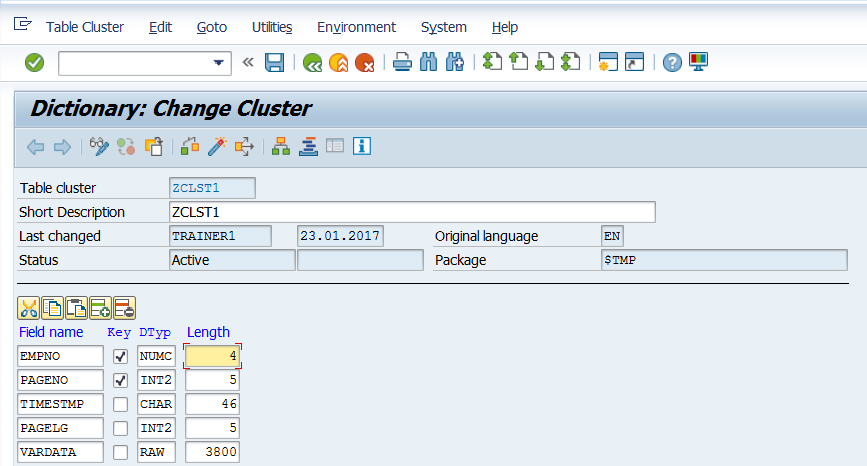 Table Cluster Edit Goto Utilities Environment System Help
Dictionary: Change Cluster
Table cluster ZCLST1
Short Description ZCLST1
Last changed TRAINER1 23.01.2017 Original language EN
Status Active Package $TMP
Field name Key DTyp Length
EMPNO NUMC 4
PAGENO INT2 5
TIMESTMP CHAR 46
PAGELG INT2 5
VARDATA RAW 3800